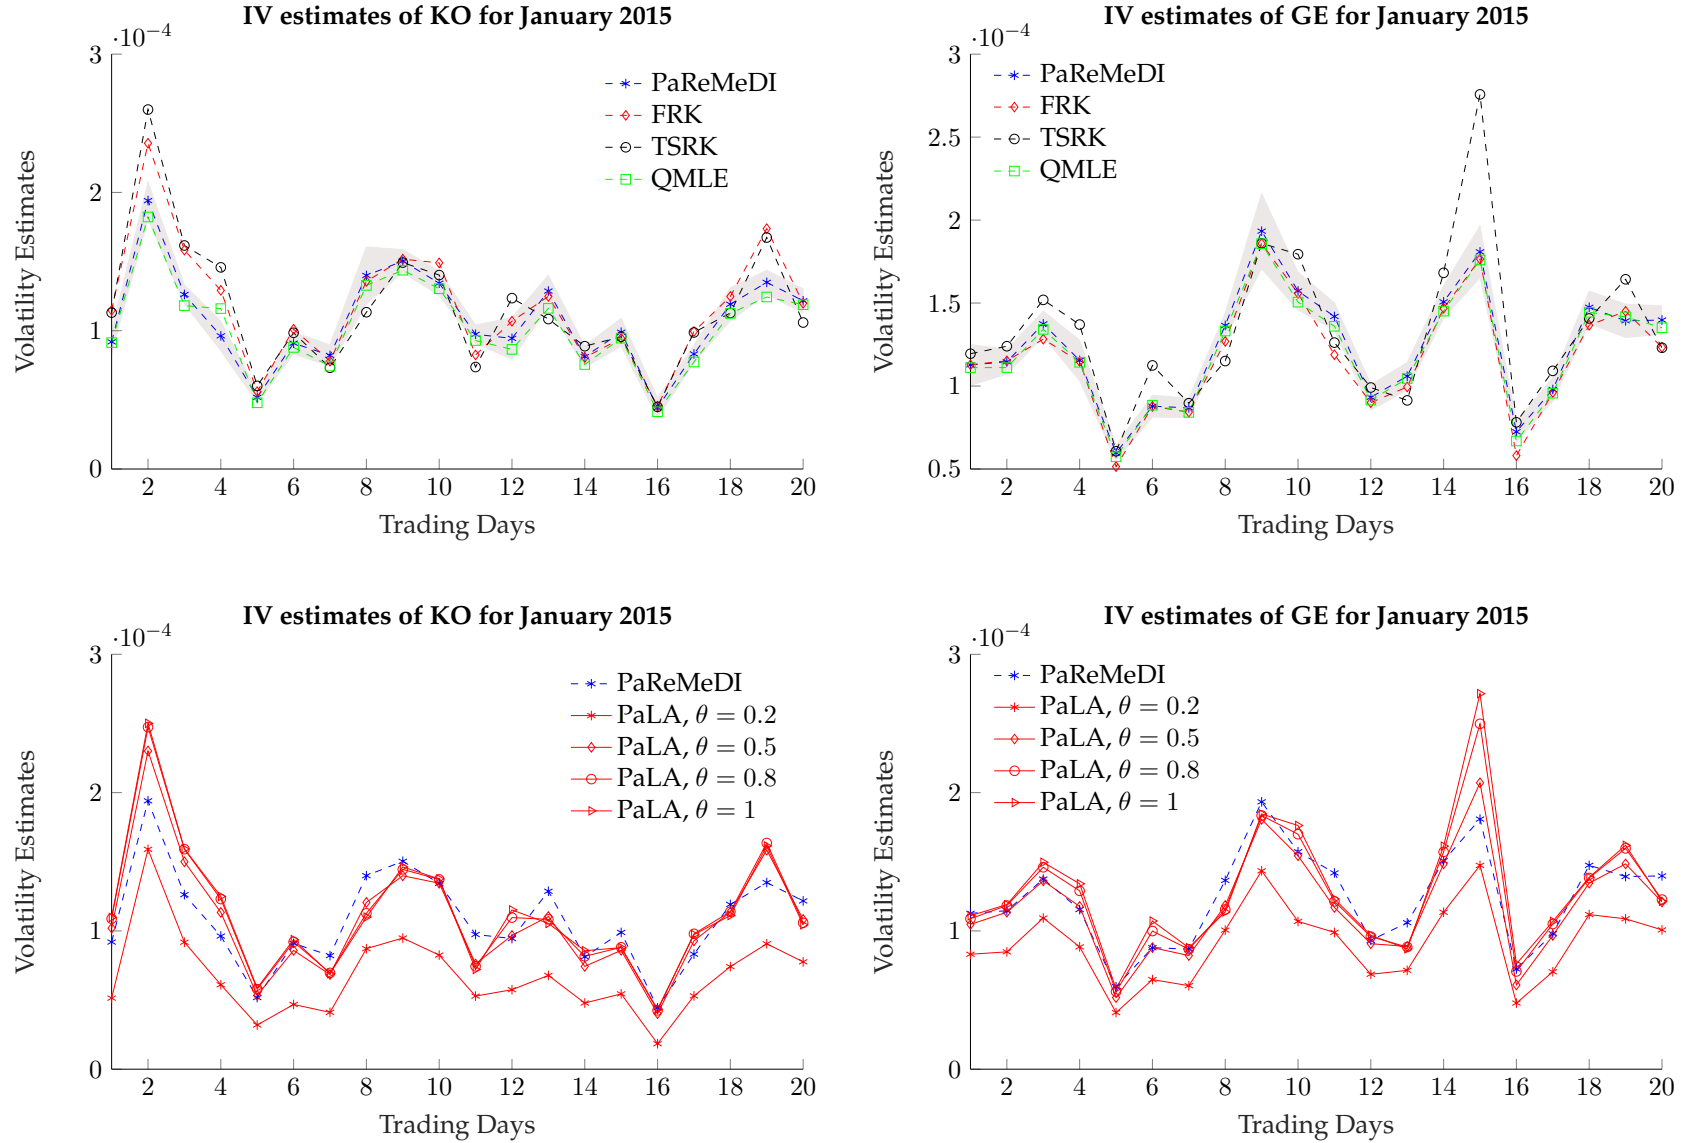 IV estimates of KO for January 2015
·10⁻⁴
3
2
1
0
Volatility Estimates
PaReMeDI
FRK
TSRK
QMLE
2 4 6 8 10 12 14 16 18 20
Trading Days
IV estimates of GE for January 2015
·10⁻⁴
3
2.5
2
1.5
1
0.5
Volatility Estimates
PaReMeDI
FRK
TSRK
QMLE
2 4 6 8 10 12 14 16 18 20
Trading Days
IV estimates of KO for January 2015
·10⁻⁴
3
2
1
0
Volatility Estimates
PaReMeDI
PaLA, θ = 0.2
PaLA, θ = 0.5
PaLA, θ = 0.8
PaLA, θ = 1
2 4 6 8 10 12 14 16 18 20
Trading Days
IV estimates of GE for January 2015
·10⁻⁴
3
2
1
0
Volatility Estimates
PaReMeDI
PaLA, θ = 0.2
PaLA, θ = 0.5
PaLA, θ = 0.8
PaLA, θ = 1
2 4 6 8 10 12 14 16 18 20
Trading Days